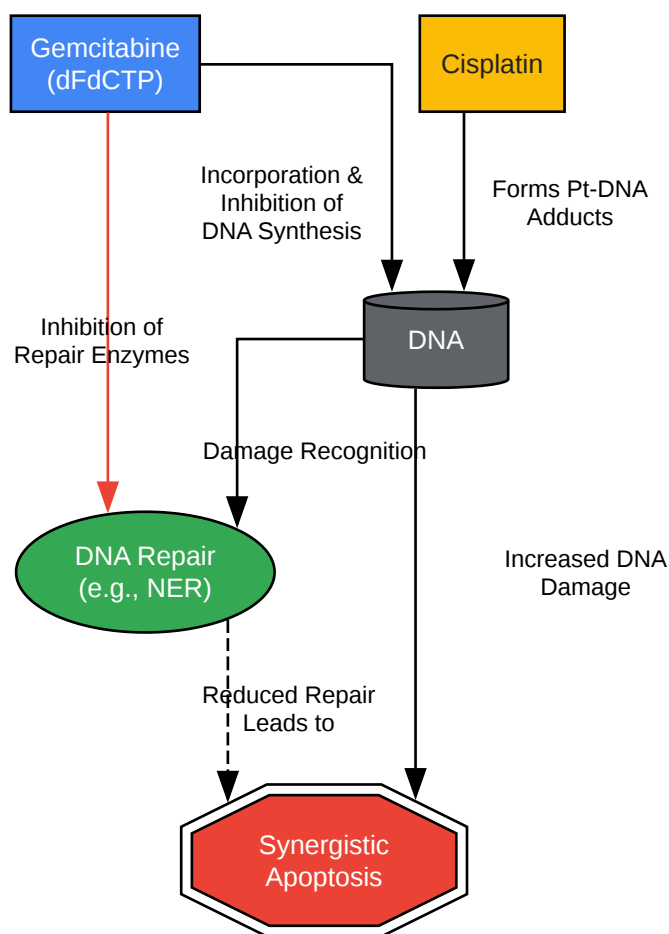 Gemcitabine
(dFdCTP)
Cisplatin
Incorporation &
Inhibition of
DNA Synthesis
Forms Pt-DNA
Adducts
Inhibition of
Repair Enzymes
DNA
Damage Recognition
DNA Repair
(e.g., NER)
Increased DNA
Damage
Reduced Repair
Leads to
Synergistic
Apoptosis